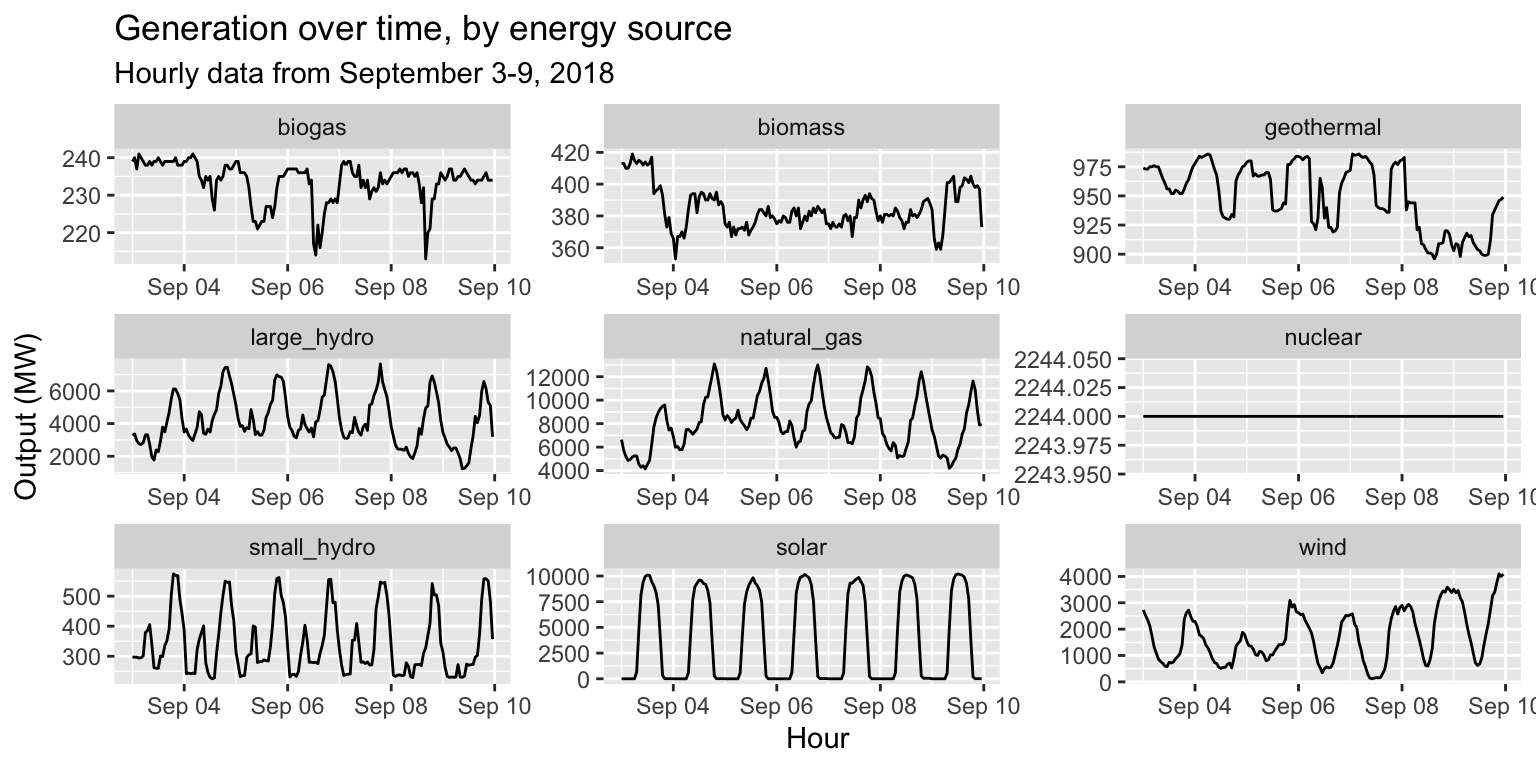 Generation over time, by energy source
Hourly data from September 3-9, 2018
biogas
240
230
220
Sep 04 Sep 06 Sep 08 Sep 10
biomass
420
400
380
360
Sep 04 Sep 06 Sep 08 Sep 10
geothermal
975
950
925
900
Sep 04 Sep 06 Sep 08 Sep 10
Output (MW)
large_hydro
6000
4000
2000
Sep 04 Sep 06 Sep 08 Sep 10
natural_gas
12000
10000
8000
6000
4000
Sep 04 Sep 06 Sep 08 Sep 10
nuclear
2244.050
2244.025
2244.000
2243.975
2243.950
Sep 04 Sep 06 Sep 08 Sep 10
small_hydro
500
400
300
Sep 04 Sep 06 Sep 08 Sep 10
solar
10000
7500
5000
2500
0
Sep 04 Sep 06 Sep 08 Sep 10
wind
4000
3000
2000
1000
0
Sep 04 Sep 06 Sep 08 Sep 10
Hour